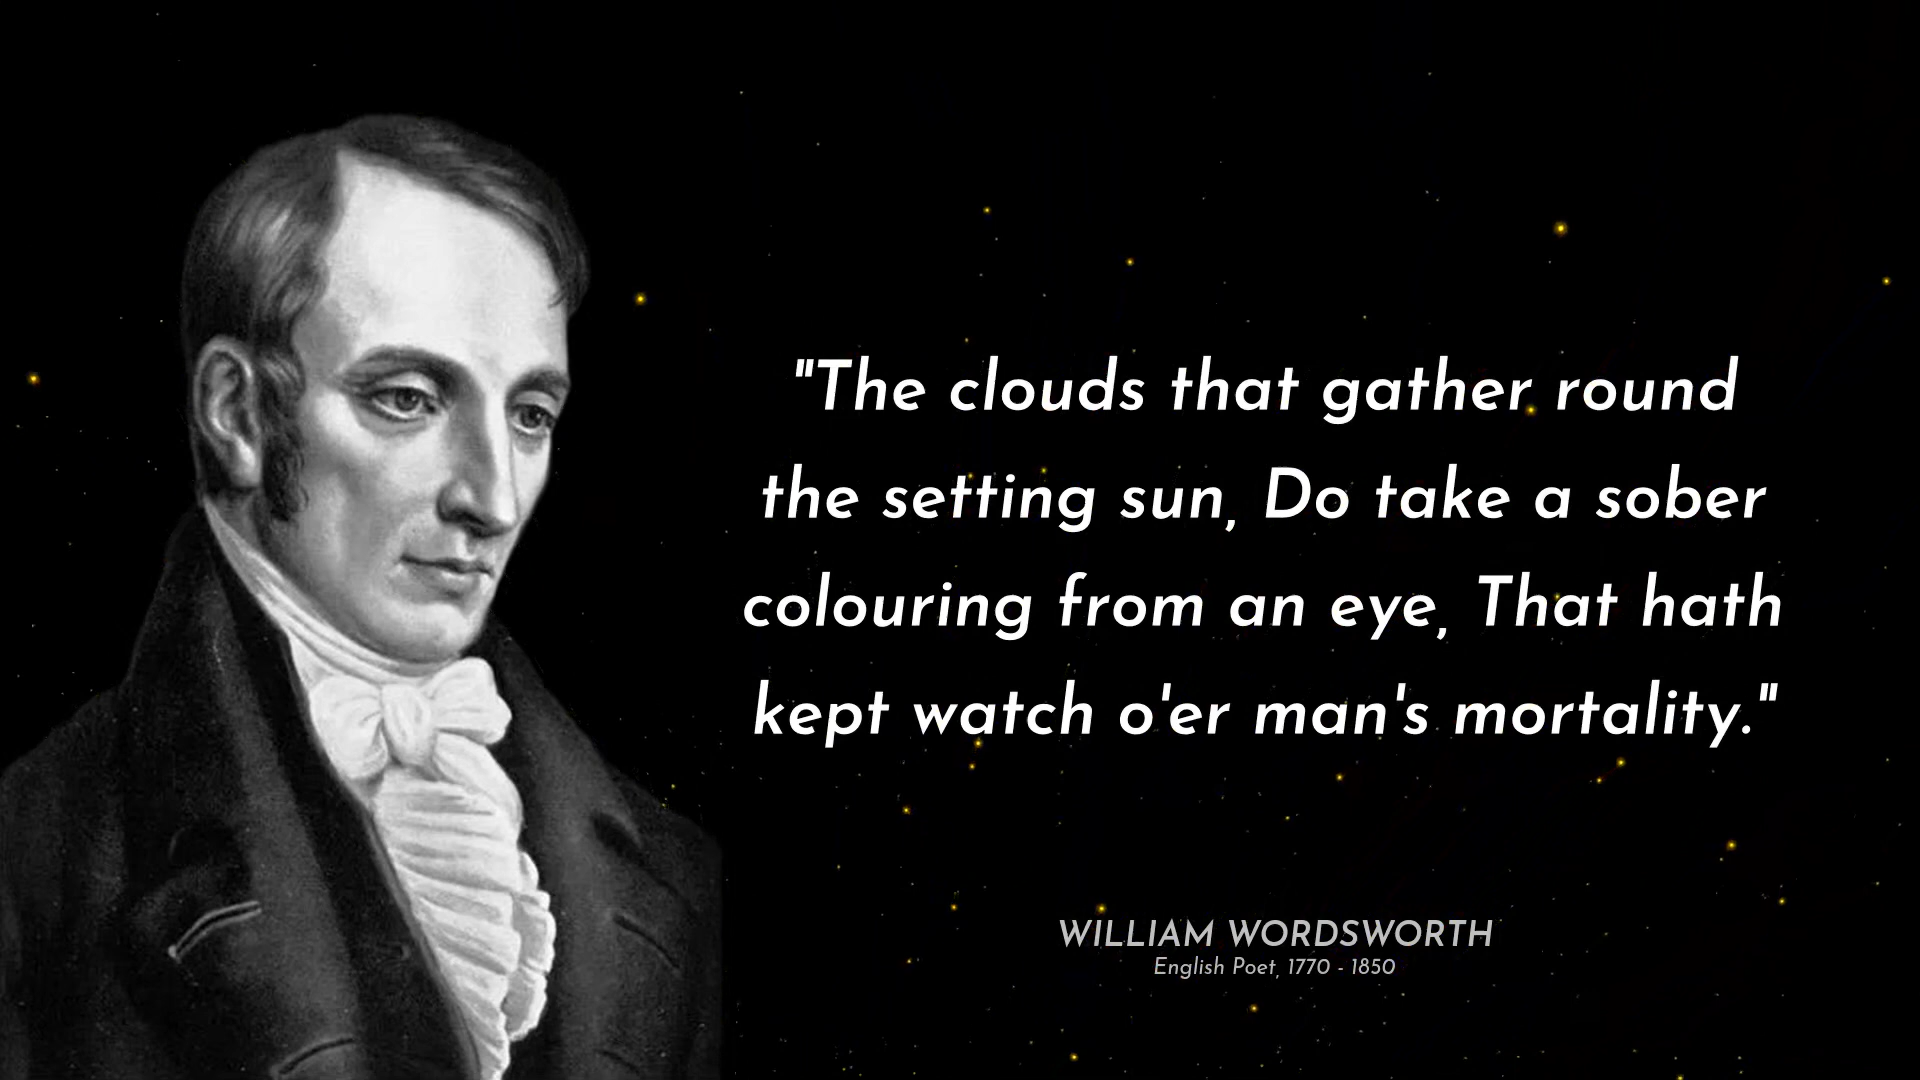 "The clouds that gather round
the setting sun, Do take a sober
colouring from an eye, That hath
kept watch o'er man's mortality."
WILLIAM WORDSWORTH
English Poet, 1770 - 1850